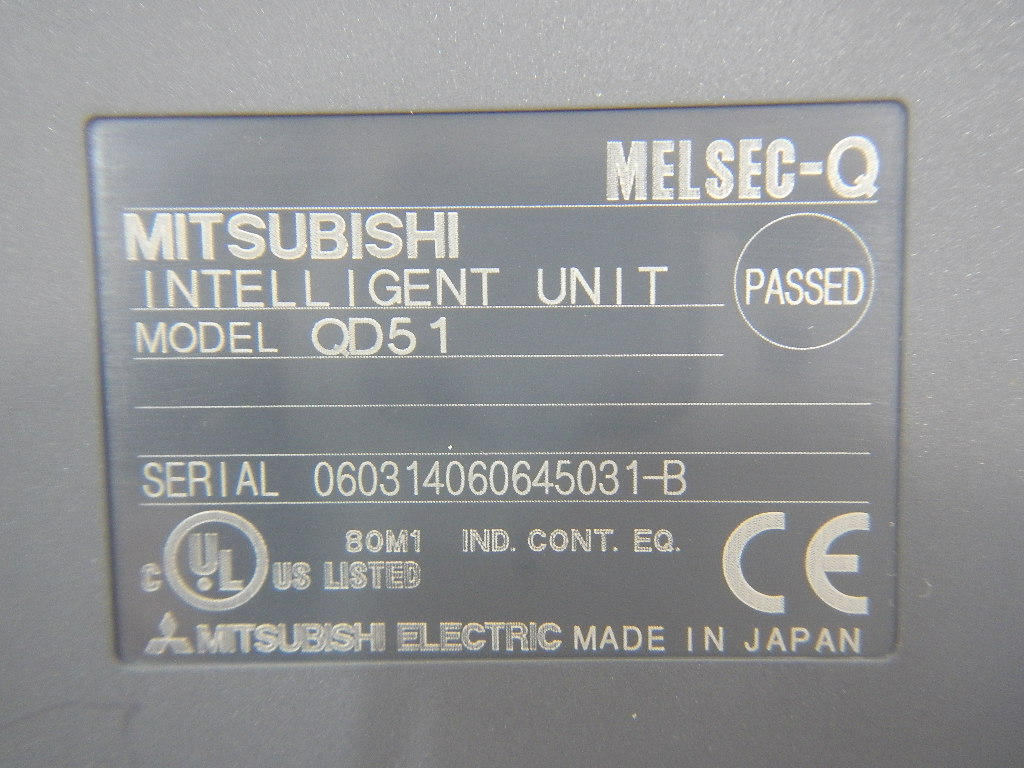 MELSEC-Q
MITSUBISHI
INTELLIGENT UNIT
PASSED
MODEL QD51
SERIAL 060314060645031-B
C UL US LISTED 80M1 IND. CONT. EQ.
CE
MITSUBISHI ELECTRIC MADE IN JAPAN